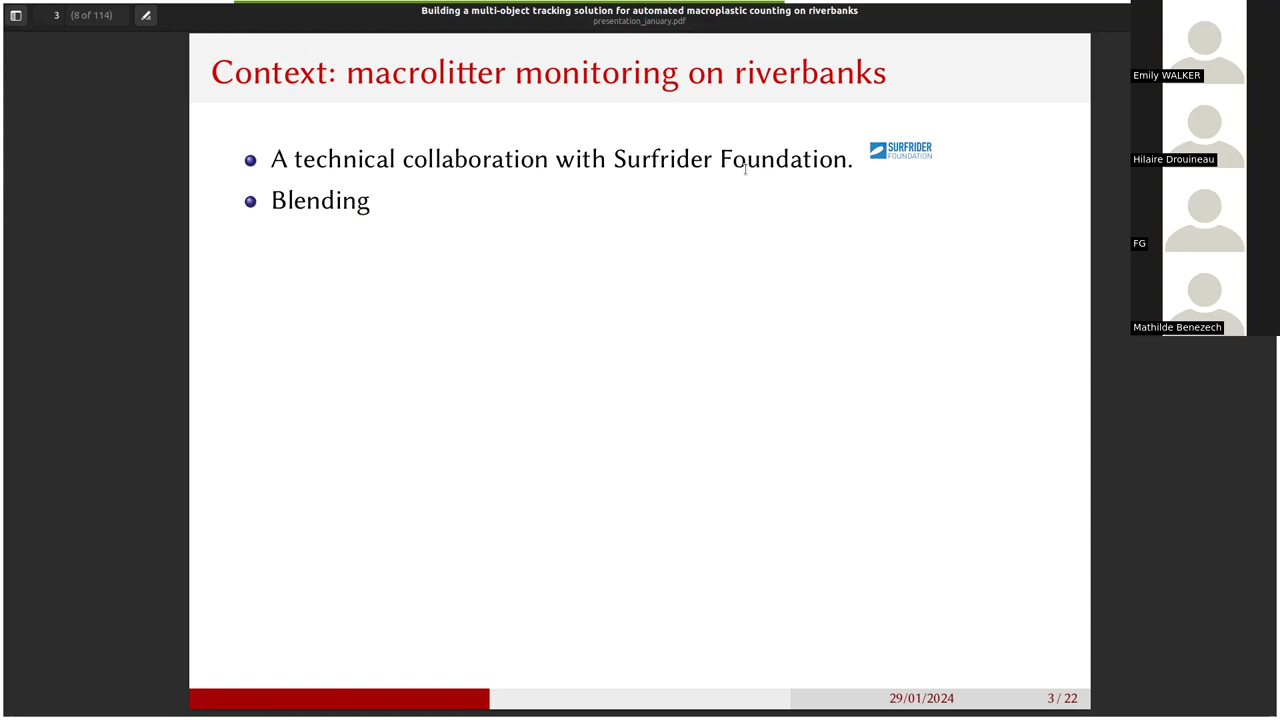 3 (8 of 114)
Building a multi-object tracking solution for automated macroplastic counting on riverbanks
presentation_january.pdf
Context: macrolitter monitoring on riverbanks
A technical collaboration with Surfrider Foundation.
SURFRIDER
FOUNDATION
Blending
29/01/2024
3 / 22
Emily WALKER
Hilaire Drouineau
FG
Mathilde Benezech